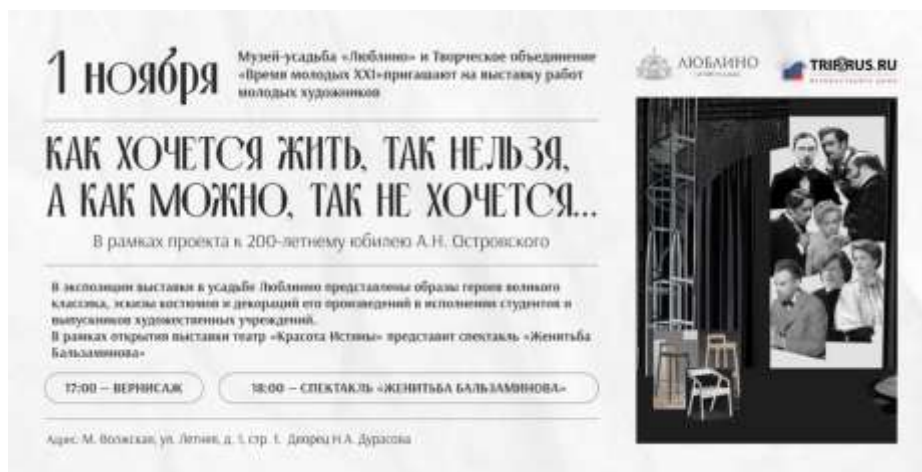 1 ноября
Музей-усадьба «Люблино» и Творческое объединение
«Время молодых XXI»пригашают на выставку работ
молодых художников
ЛЮБЛИНО
TRIP2RUS.RU
КАК ХОЧЕТСЯ ЖИТЬ, ТАК НЕЛЬЗЯ,
А КАК МОЖНО, ТАК НЕ ХОЧЕТСЯ...
В рамках проекта к 200-летнему юбилею А.Н. Островского
В экспозиции выставки в усадьбе Люблино представлены образы героев великого
классика, эскизы костюмов и декораций его произведений в исполнении студентов и
выпускников художественных учреждений.
В рамках открытия выставки театр «Красота Истины» представит спектакль «Женитьба
Бальзаминова»
17:00 — ВЕРНИСАЖ
18:00 — СПЕКТАКЛЬ «ЖЕНИТЬБА БАЛЬЗАМИНОВА»
Адрес: М. Волжская, ул. Летняя, д. 1, стр. 1. Дворец Н.А. Дурасова